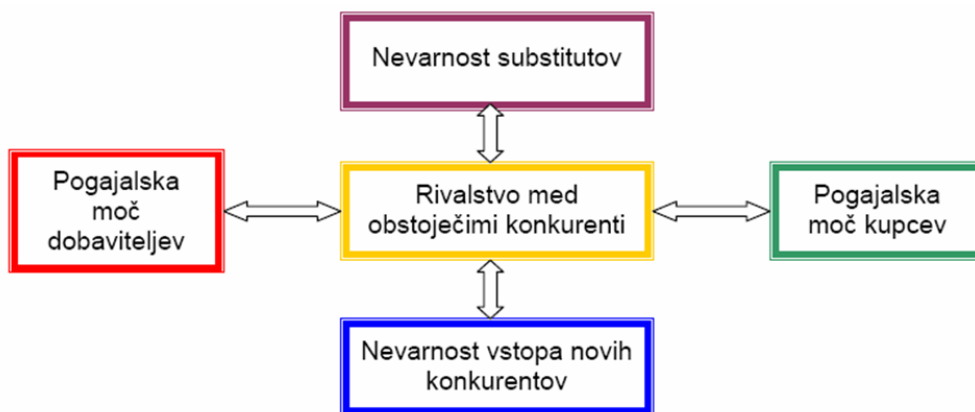 Nevarnost substitutov
Pogajalska
moč
dobaviteljev
Rivalstvo med
obstoječimi konkurenti
Pogajalska
moč kupcev
Nevarnost vstopa novih
konkurentov